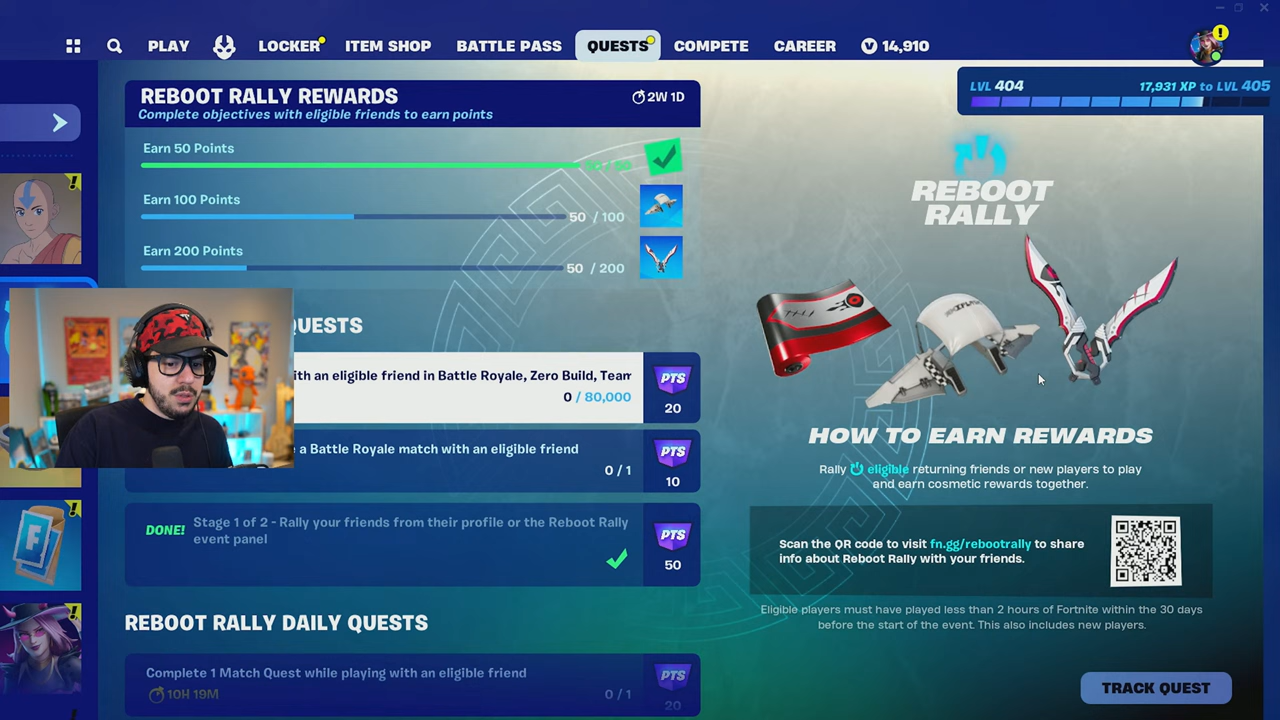 PLAY
LOCKER
ITEM SHOP
BATTLE PASS
QUESTS
COMPETE
CAREER
14,910
LVL 404
17,931 XP to LVL 405
REBOOT RALLY REWARDS
2W 1D
Complete objectives with eligible friends to earn points
Earn 50 Points
Earn 100 Points
50 / 100
Earn 200 Points
50 / 200
QUESTS
with an eligible friend in Battle Royale, Zero Build, Team
0 / 80,000
PTS
20
a Battle Royale match with an eligible friend
0 / 1
PTS
10
DONE!
Stage 1 of 2 - Rally your friends from their profile or the Reboot Rally
event panel
PTS
50
REBOOT RALLY DAILY QUESTS
Complete 1 Match Quest while playing with an eligible friend
10H 19M
0 / 1
PTS
20
REBOOT
RALLY
HOW TO EARN REWARDS
Rally eligible returning friends or new players to play
and earn cosmetic rewards together.
Scan the QR code to visit fn.gg/rebootrally to share
info about Reboot Rally with your friends.
Eligible players must have played less than 2 hours of Fortnite within the 30 days
before the start of the event. This also includes new players.
TRACK QUEST